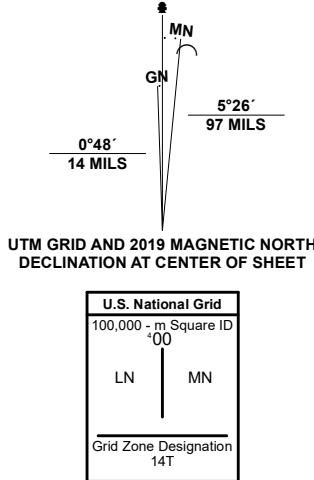 MN
GN
5°26´
97 MILS
0°48´
14 MILS
UTM GRID AND 2019 MAGNETIC NORTH
DECLINATION AT CENTER OF SHEET
U.S. National Grid
100,000 - m Square ID
⁴00
LN MN
Grid Zone Designation
14T